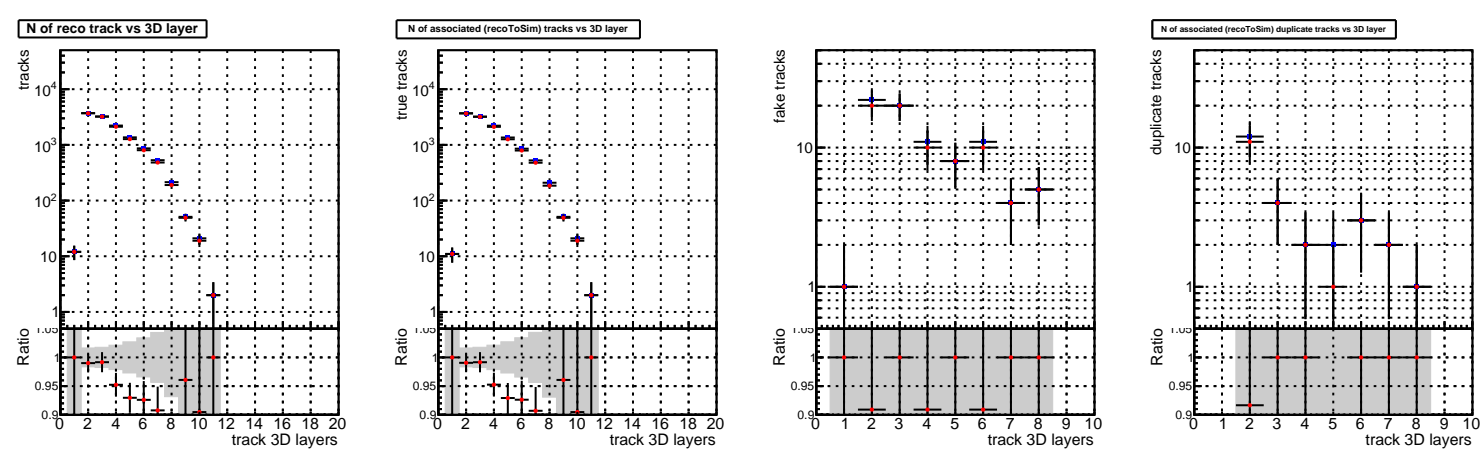 N of reco track vs 3D layer
tracks
10⁴
10³
10²
10
1
Ratio
1.05
1
0.95
0.9
0 2 4 6 8 10 12 14 16 18 20
track 3D layers
N of associated (recoToSim) tracks vs 3D layer
true tracks
10⁴
10³
10²
10
1
Ratio
1.05
1
0.95
0.9
0 2 4 6 8 10 12 14 16 18 20
track 3D layers
fake tracks
10
1
Ratio
1.05
1
0.95
0.9
0 1 2 3 4 5 6 7 8 9 10
track 3D layers
N of associated (recoToSim) duplicate tracks vs 3D layer
duplicate tracks
10
1
Ratio
1.05
1
0.95
0.9
0 1 2 3 4 5 6 7 8 9 10
track 3D layers